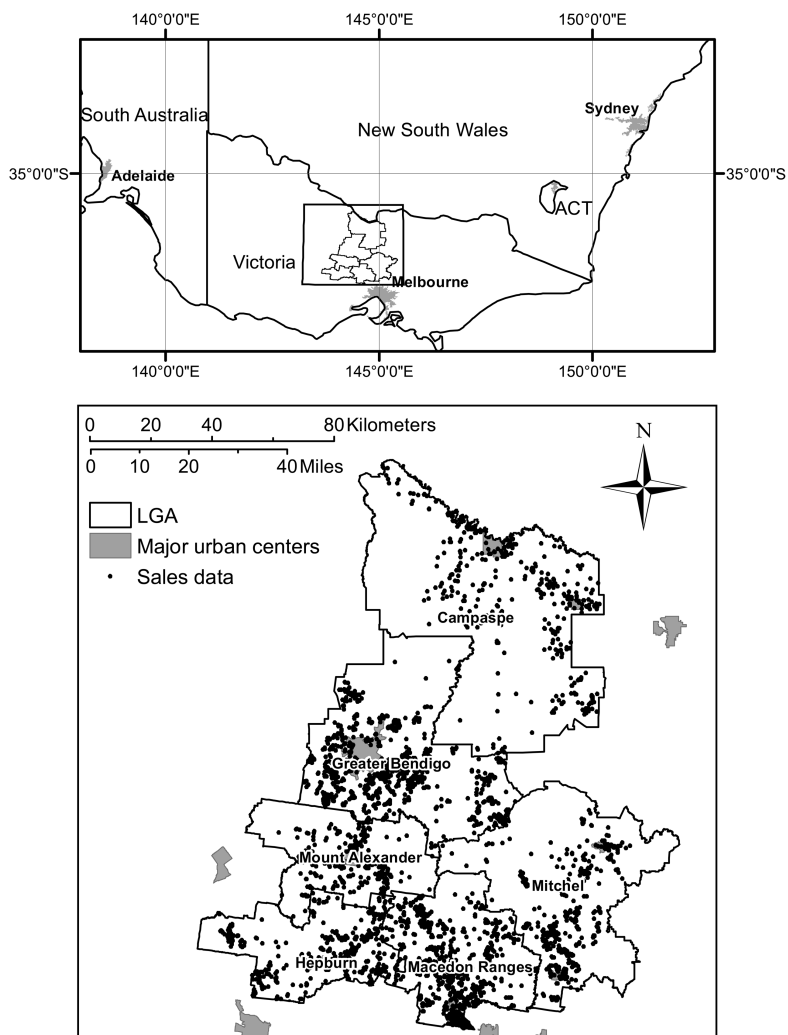 140°0'0"E 145°0'0"E 150°0'0"E
South Australia
New South Wales
Sydney
35°0'0"S
Adelaide
35°0'0"S
ACT
Victoria
Melbourne
140°0'0"E 145°0'0"E 150°0'0"E
0 20 40 80 Kilometers
0 10 20 40 Miles
N
LGA
Major urban centers
Sales data
Campaspe
Greater Bendigo
Mount Alexander
Mitchel
Hepburn
Macedon Ranges